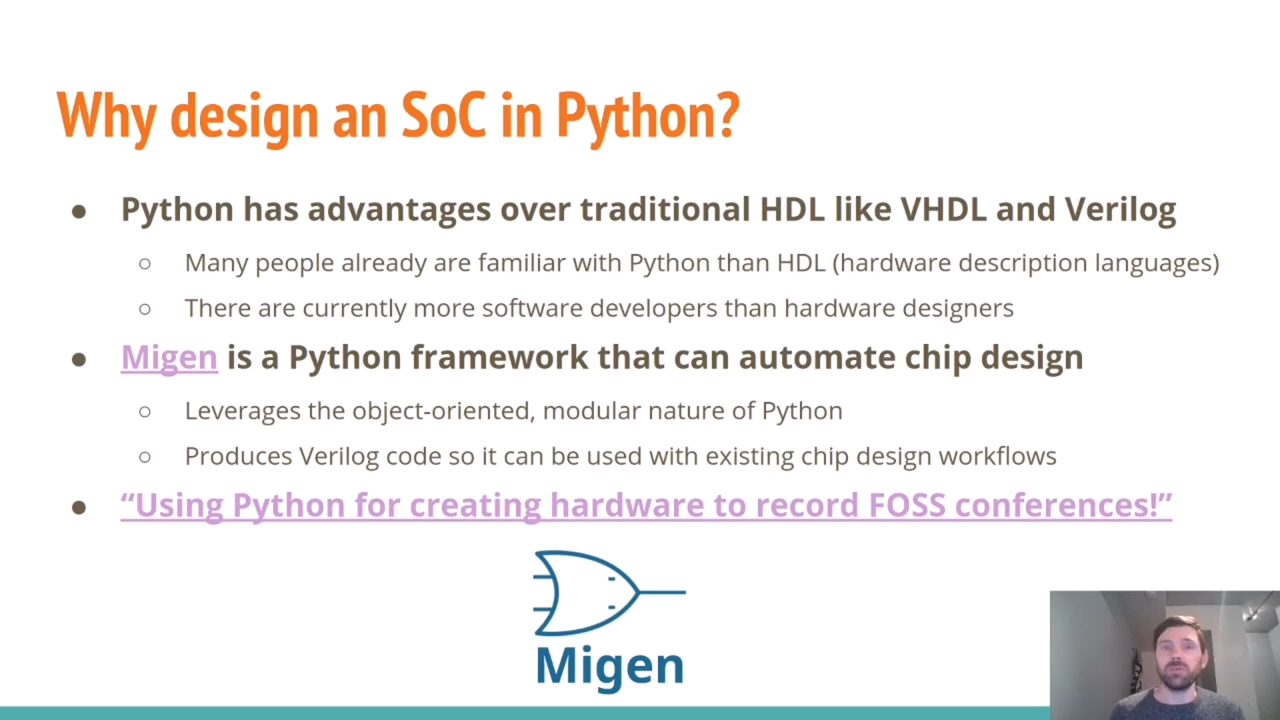 Why design an SoC in Python?
Python has advantages over traditional HDL like VHDL and Verilog
Many people already are familiar with Python than HDL (hardware description languages)
There are currently more software developers than hardware designers
Migen is a Python framework that can automate chip design
Leverages the object-oriented, modular nature of Python
Produces Verilog code so it can be used with existing chip design workflows
“Using Python for creating hardware to record FOSS conferences!”
Migen